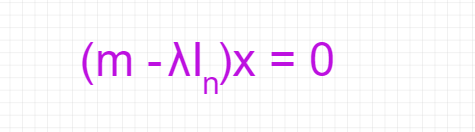 (m - λIₙ)x = 0